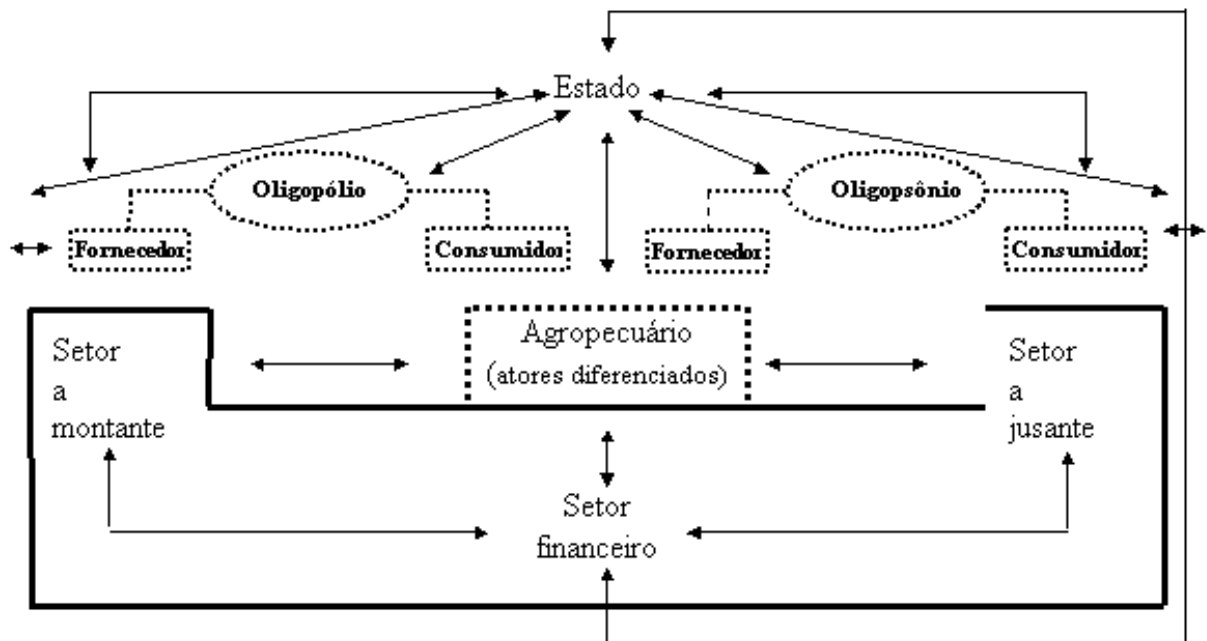 Estado
Oligopólio
Oligopsônio
Fornecedor
Consumidor
Fornecedor
Consumidor
Setor
a
montante
Agropecuário
(atores diferenciados)
Setor
a
jusante
Setor
financeiro